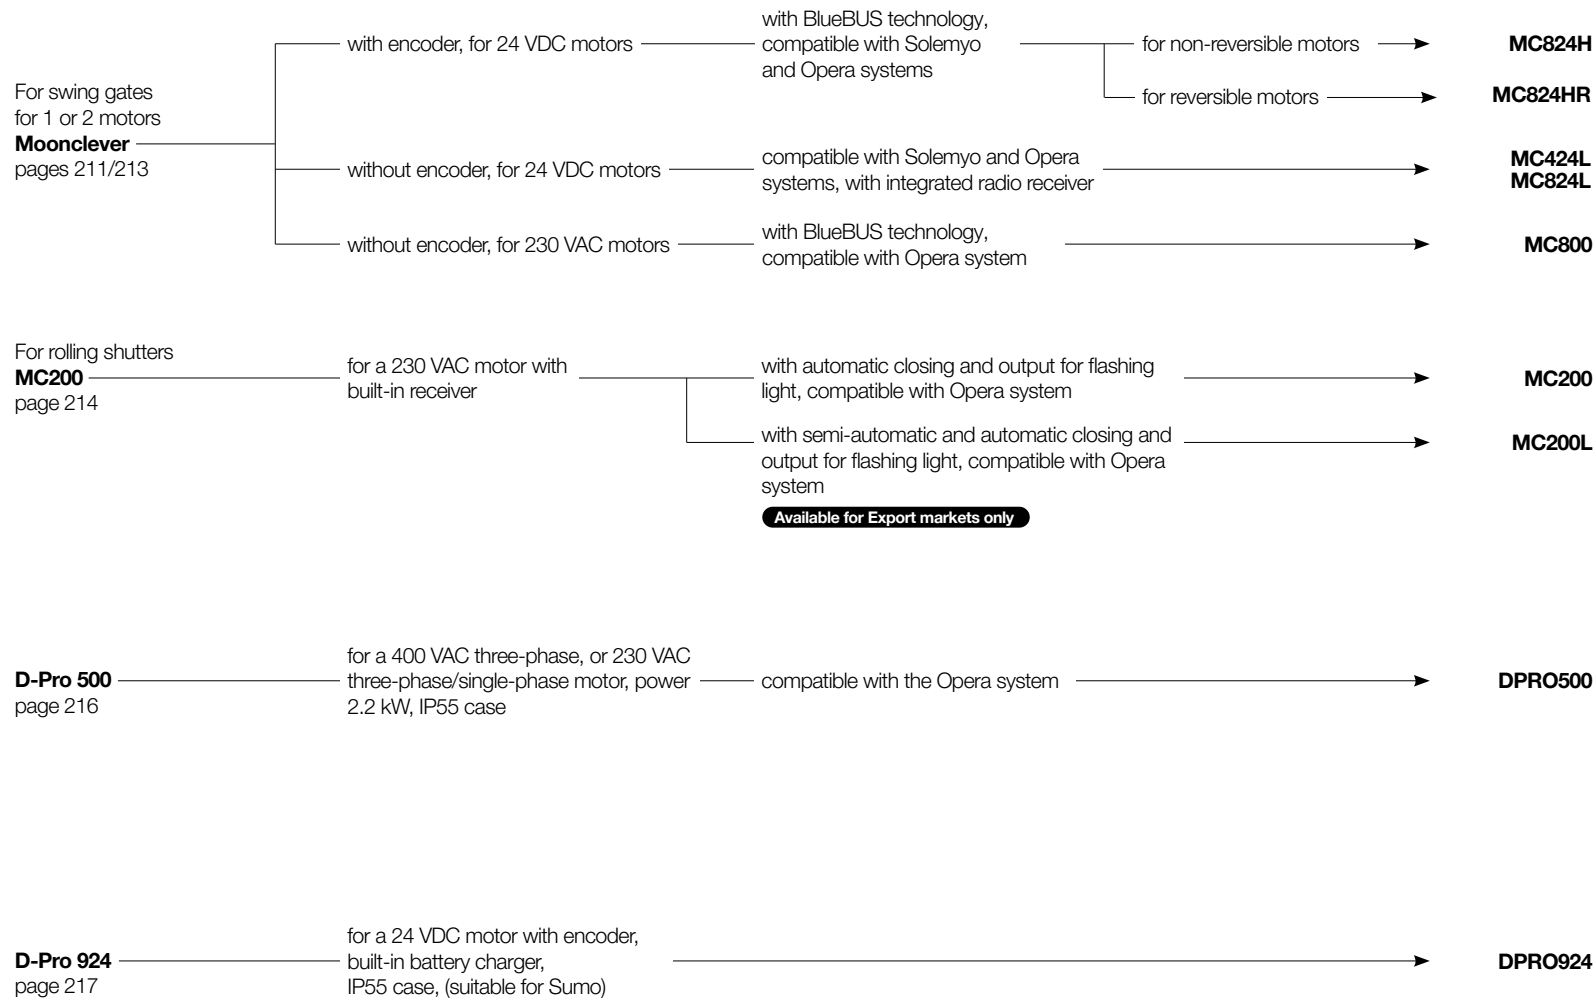 For swing gates
for 1 or 2 motors
Moonclever
pages 211/213
with encoder, for 24 VDC motors
with BlueBUS technology,
compatible with Solemyo
and Opera systems
for non-reversible motors
MC824H
for reversible motors
MC824HR
without encoder, for 24 VDC motors
compatible with Solemyo and Opera
systems, with integrated radio receiver
MC424L
MC824L
without encoder, for 230 VAC motors
with BlueBUS technology,
compatible with Opera system
MC800
For rolling shutters
MC200
page 214
for a 230 VAC motor with
built-in receiver
with automatic closing and output for flashing
light, compatible with Opera system
MC200
with semi-automatic and automatic closing and
output for flashing light, compatible with Opera
system
MC200L
Available for Export markets only
D-Pro 500
page 216
for a 400 VAC three-phase, or 230 VAC
three-phase/single-phase motor, power
2.2 kW, IP55 case
compatible with the Opera system
DPRO500
D-Pro 924
page 217
for a 24 VDC motor with encoder,
built-in battery charger,
IP55 case, (suitable for Sumo)
DPRO924